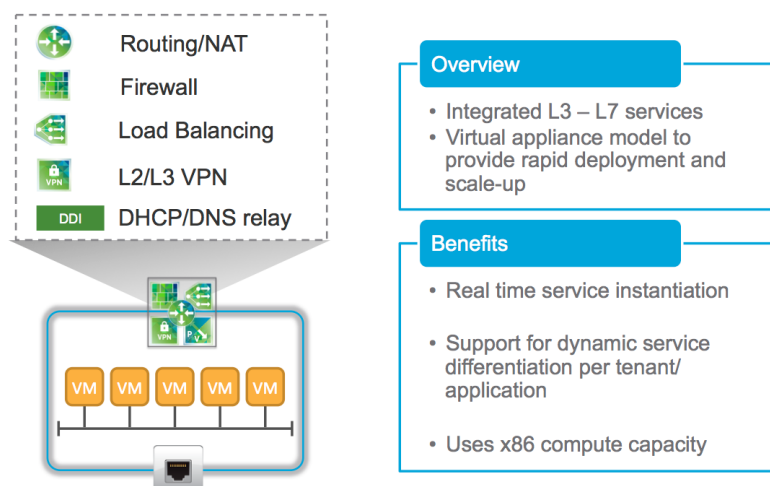 Routing/NAT
Firewall
Load Balancing
VPN
L2/L3 VPN
DDI
DHCP/DNS relay
VPN
P
V
VM VM VM VM VM
Overview
• Integrated L3 – L7 services
• Virtual appliance model to
provide rapid deployment and
scale-up
Benefits
• Real time service instantiation
• Support for dynamic service
differentiation per tenant/
application
• Uses x86 compute capacity